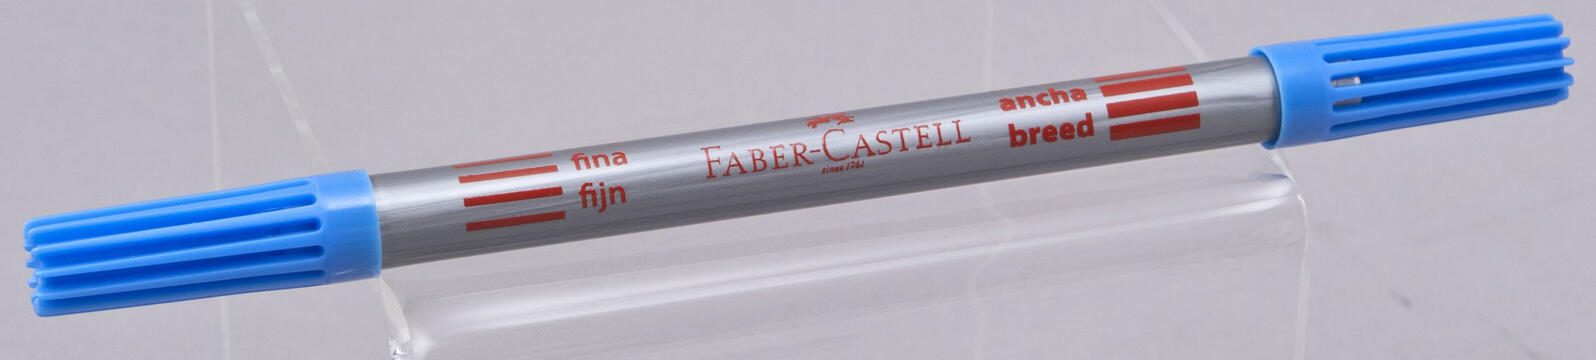 fina
fijn
FABER-CASTELL
since 1761
ancha
breed